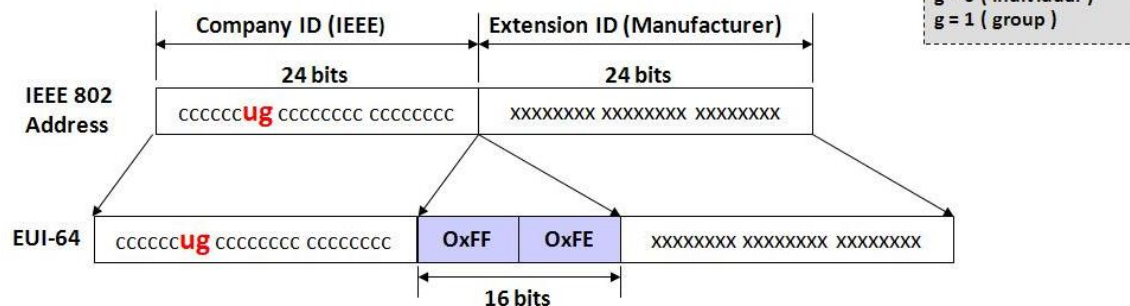 g = 1 ( group )
Company ID (IEEE) Extension ID (Manufacturer)
24 bits 24 bits
IEEE 802
Address
ccccccug cccccccc cccccccc xxxxxxxx xxxxxxxx xxxxxxxx
EUI-64
ccccccug cccccccc cccccccc OxFF OxFE xxxxxxxx xxxxxxxx xxxxxxxx
16 bits